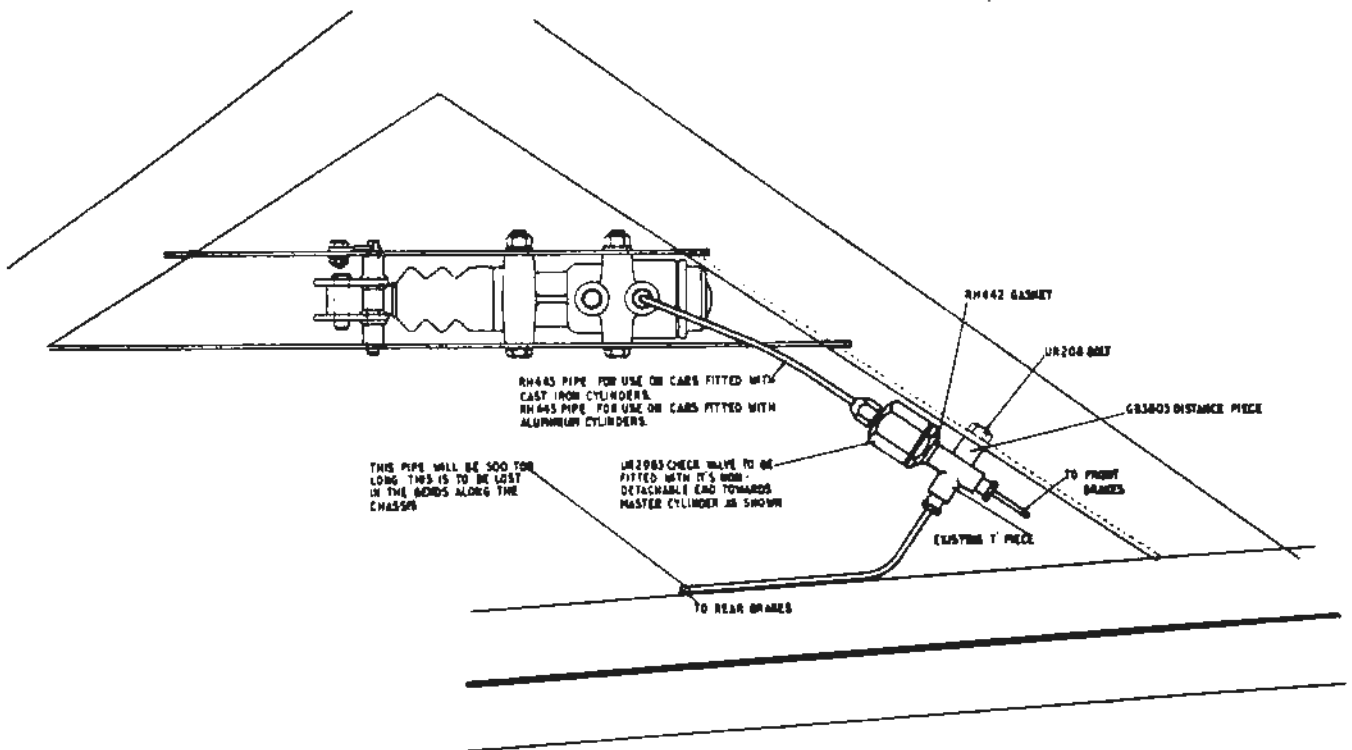 RH442 GASKET
UR208 BOLT
GB3803 DISTANCE PIECE
RH445 PIPE FOR USE ON CARS FITTED WITH
CAST IRON CYLINDERS.
RH445 PIPE FOR USE ON CARS FITTED WITH
ALUMINIUM CYLINDERS.
THIS PIPE WILL BE TOO
LONG THIS IS TO BE LOST
IN THE BENDS ALONG THE
CHASSIS
CHECK VALVE TO BE
FITTED WITH IT'S NON-
DETACHABLE END TOWARDS
MASTER CYLINDER AS SHOWN
TO FRONT
BRAKES
EXISTING 'T' PIECE
TO REAR BRAKES